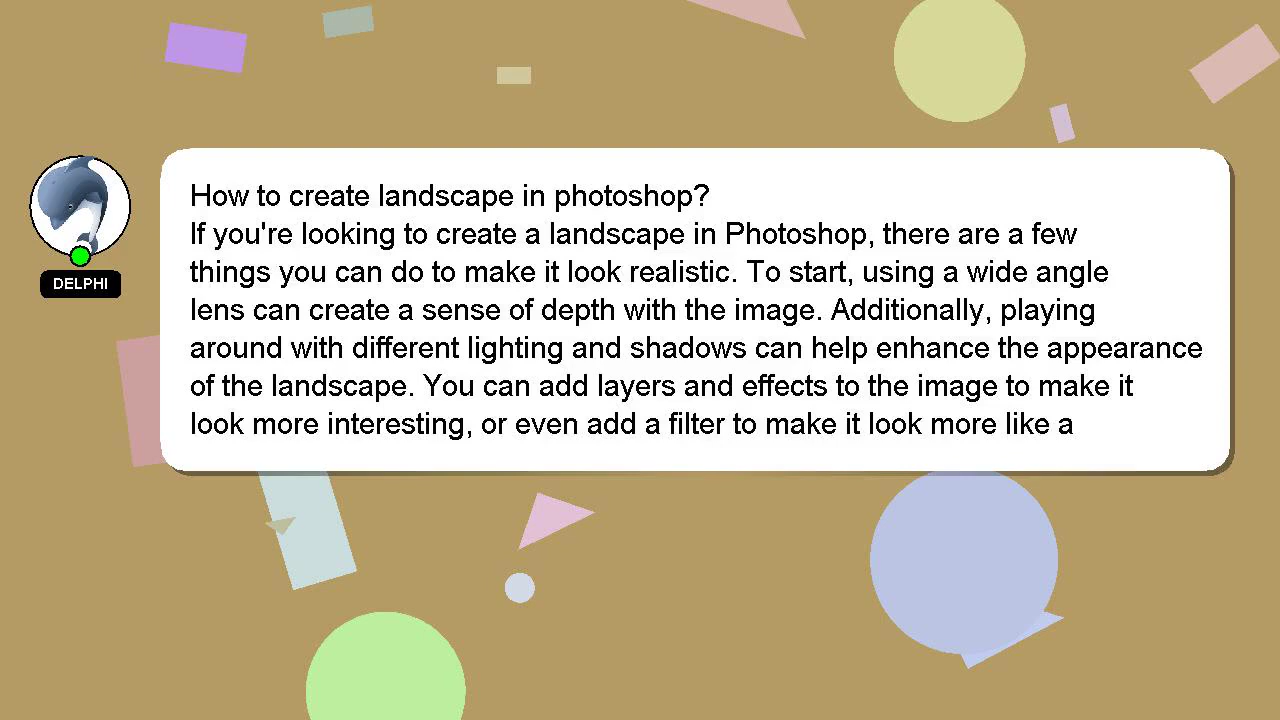 How to create landscape in photoshop?
If you're looking to create a landscape in Photoshop, there are a few
things you can do to make it look realistic. To start, using a wide angle
lens can create a sense of depth with the image. Additionally, playing
around with different lighting and shadows can help enhance the appearance
of the landscape. You can add layers and effects to the image to make it
look more interesting, or even add a filter to make it look more like a
DELPHI